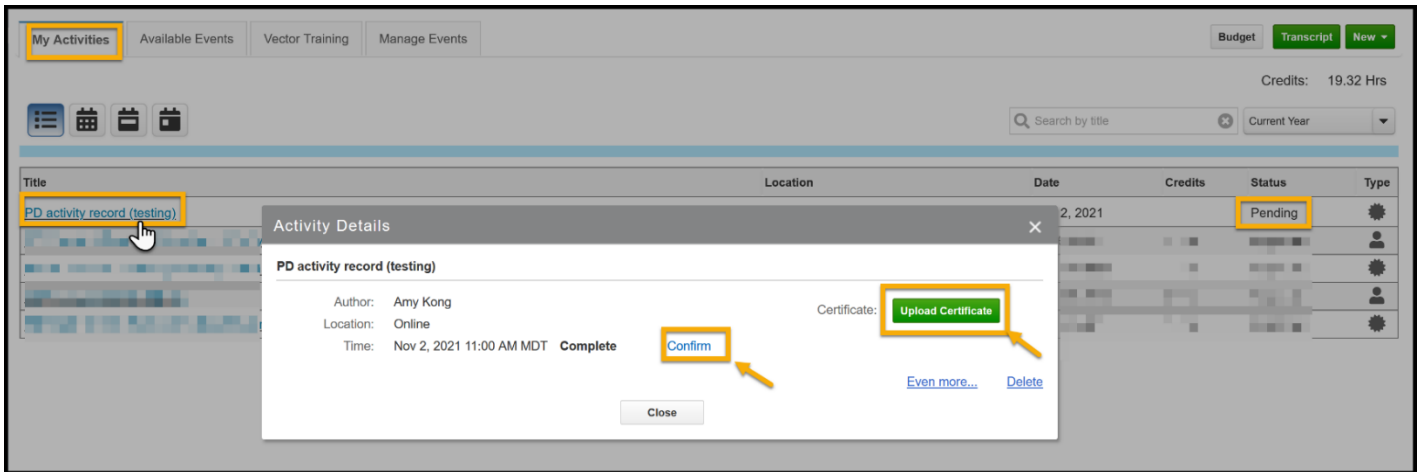 My Activities Available Events Vector Training Manage Events Budget Transcript New
Credits: 19.32 Hrs
Search by title Current Year
Title Location Date Credits Status Type
PD activity record (testing) 2, 2021 Pending
Activity Details
PD activity record (testing)
Author: Amy Kong Certificate: Upload Certificate
Location: Online
Time: Nov 2, 2021 11:00 AM MDT Complete Confirm
Even more... Delete
Close